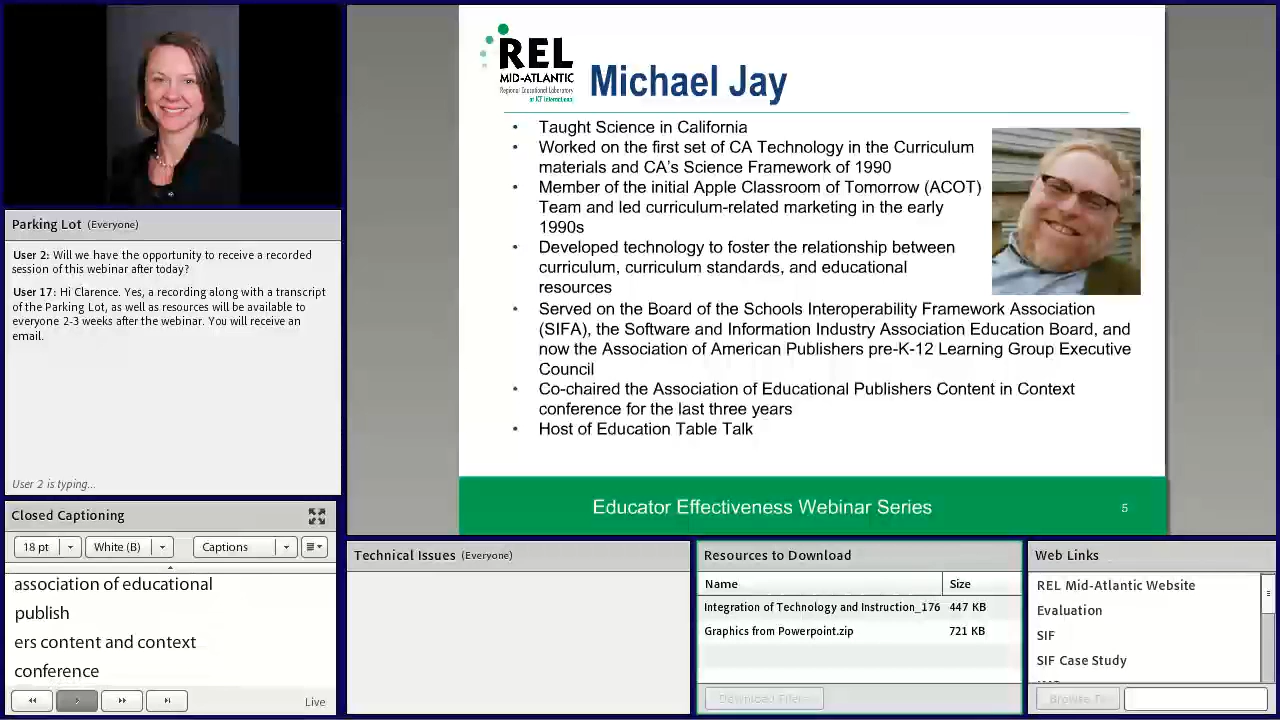 REL
MID-ATLANTIC
Regional Educational Laboratory
at ICF International
Michael Jay
• Taught Science in California
• Worked on the first set of CA Technology in the Curriculum
materials and CA's Science Framework of 1990
• Member of the initial Apple Classroom of Tomorrow (ACOT)
Team and led curriculum-related marketing in the early
1990s
• Developed technology to foster the relationship between
curriculum, curriculum standards, and educational
resources
• Served on the Board of the Schools Interoperability Framework Association
(SIFA), the Software and Information Industry Association Education Board, and
now the Association of American Publishers pre-K-12 Learning Group Executive
Council
• Co-chaired the Association of Educational Publishers Content in Context
conference for the last three years
• Host of Education Table Talk
Educator Effectiveness Webinar Series
5
Parking Lot (Everyone)
User 2: Will we have the opportunity to receive a recorded
session of this webinar after today?
User 17: Hi Clarence. Yes, a recording along with a transcript
of the Parking Lot, as well as resources will be available to
everyone 2-3 weeks after the webinar. You will receive an
email.
User 2 is typing...
Closed Captioning
18 pt
White (B)
Captions
association of educational
publish
ers content and context
conference
Live
Technical Issues (Everyone)
Resources to Download
Name Size
Integration of Technology and Instruction_176 447 KB
Graphics from Powerpoint.zip 721 KB
Download File(s)
Web Links
REL Mid-Atlantic Website
Evaluation
SIF
SIF Case Study
Browse To